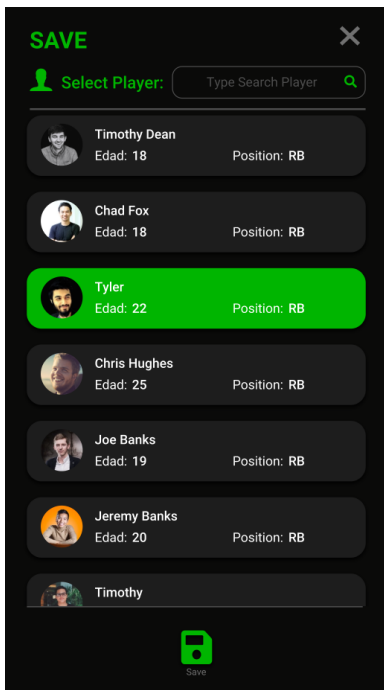 SAVE
Select Player:
Type Search Player
Timothy Dean
Edad: 18 Position: RB
Chad Fox
Edad: 18 Position: RB
Tyler
Edad: 22 Position: RB
Chris Hughes
Edad: 25 Position: RB
Joe Banks
Edad: 19 Position: RB
Jeremy Banks
Edad: 20 Position: RB
Timothy
Save